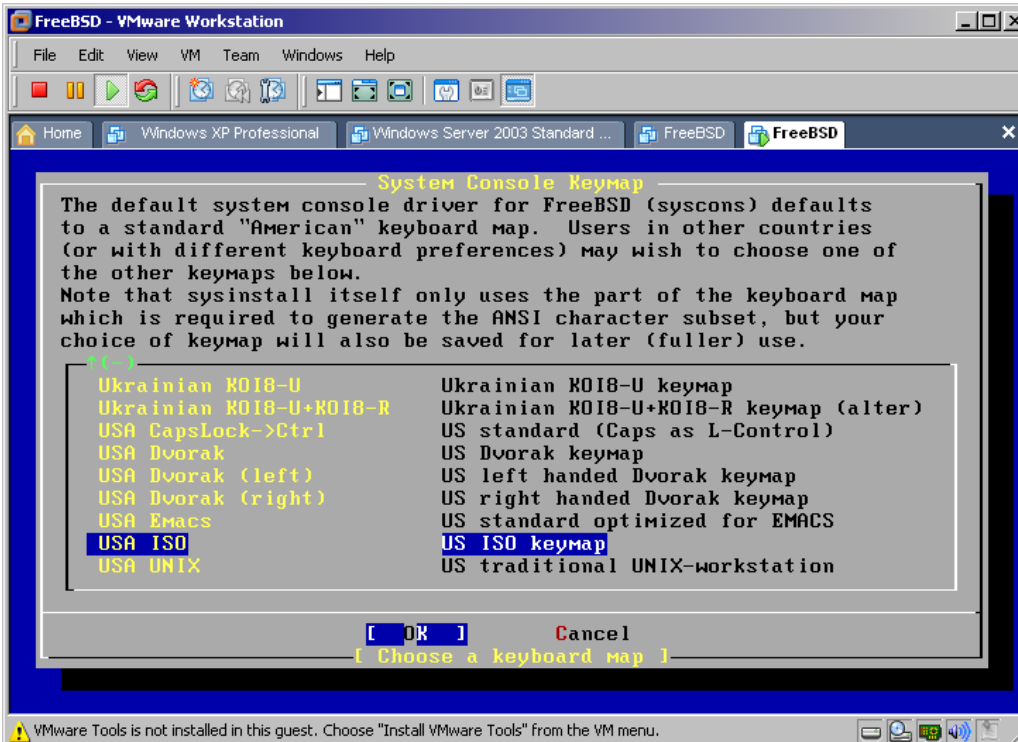 FreeBSD - VMware Workstation
File Edit View VM Team Windows Help
Home Windows XP Professional Windows Server 2003 Standard ... FreeBSD FreeBSD
System Console Keymap
The default system console driver for FreeBSD (syscons) defaults
to a standard "American" keyboard map.  Users in other countries
(or with different keyboard preferences) may wish to choose one of
the other keymaps below.
Note that sysinstall itself only uses the part of the keyboard map
which is required to generate the ANSI character subset, but your
choice of keymap will also be saved for later (fuller) use.
↑(-)
Ukrainian KOI8-U Ukrainian KOI8-U keymap
Ukrainian KOI8-U+KOI8-R Ukrainian KOI8-U+KOI8-R keymap (alter)
USA CapsLock->Ctrl US standard (Caps as L-Control)
USA Dvorak US Dvorak keymap
USA Dvorak (left) US left handed Dvorak keymap
USA Dvorak (right) US right handed Dvorak keymap
USA Emacs US standard optimized for EMACS
USA ISO US ISO keymap
USA UNIX US traditional UNIX-workstation
[ OK ] Cancel
[ Choose a keyboard map ]
VMware Tools is not installed in this guest. Choose "Install VMware Tools" from the VM menu.